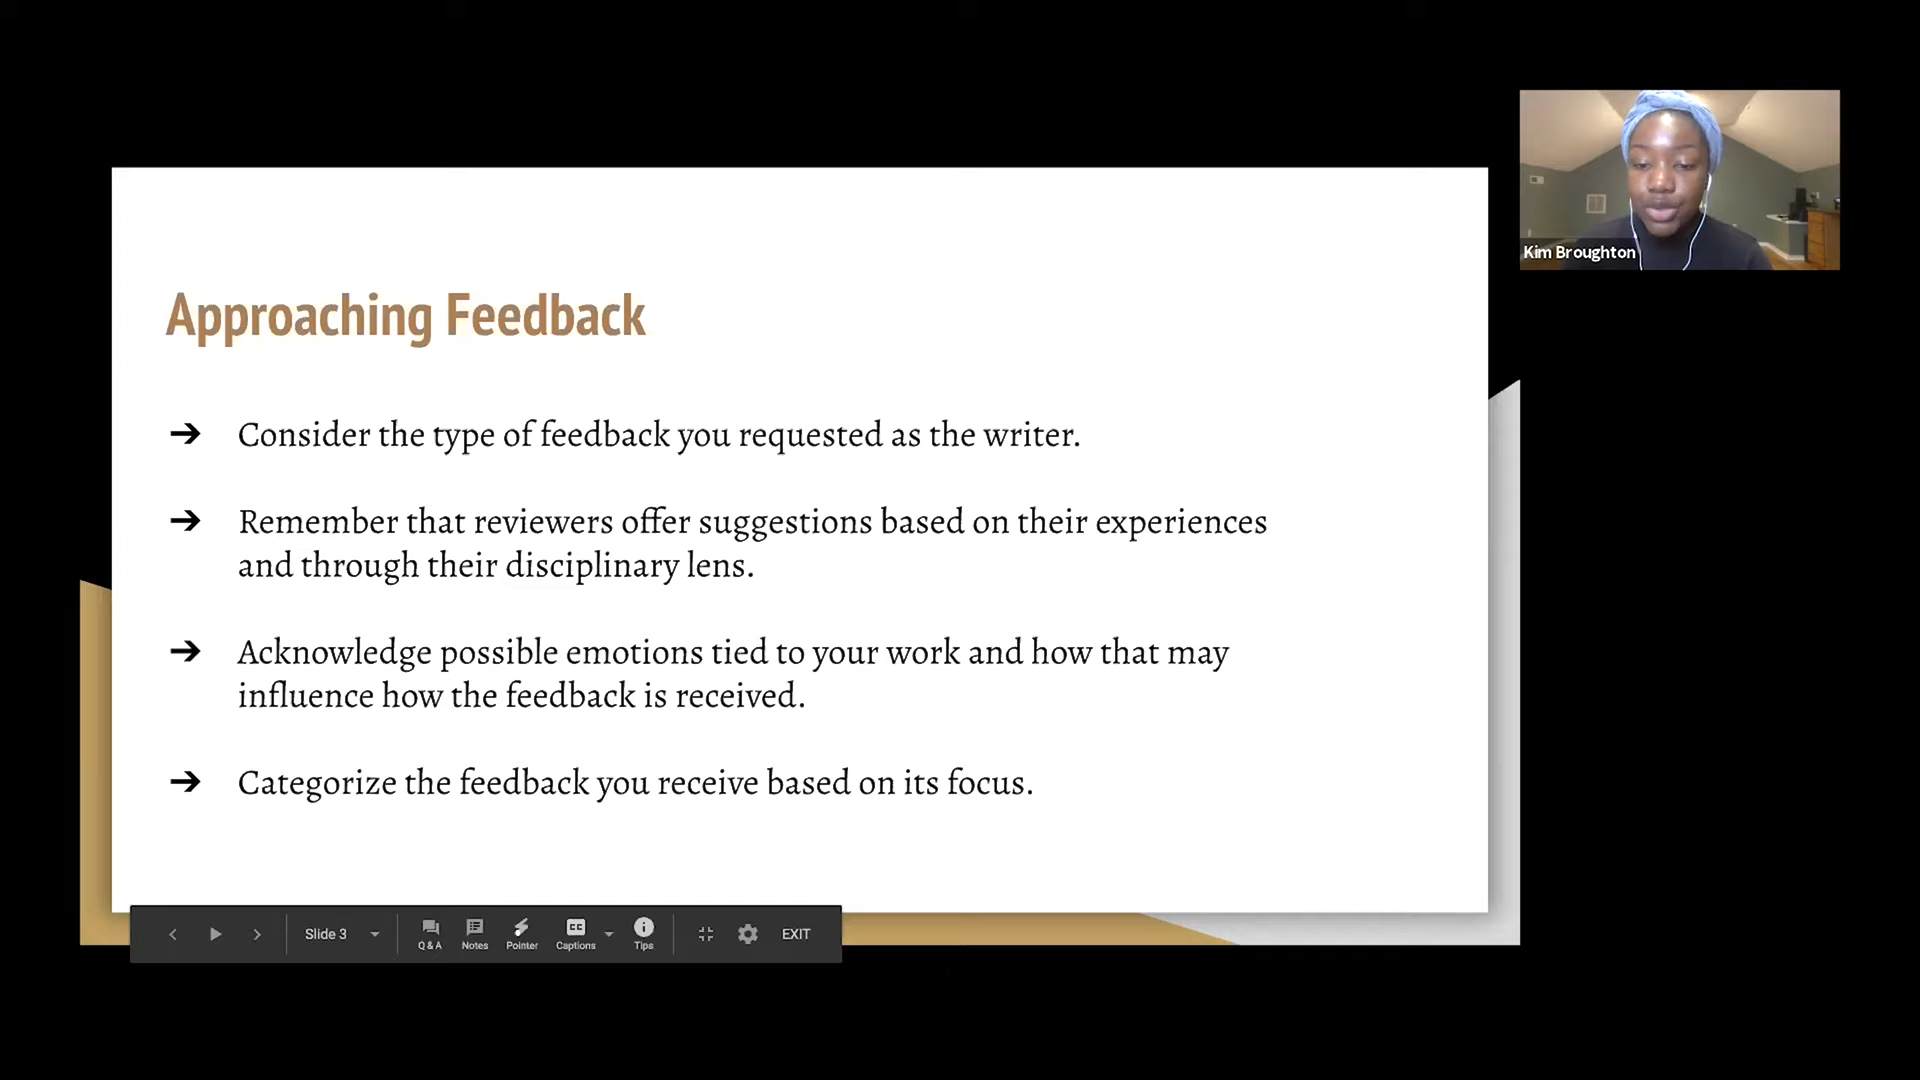 Kim Broughton
Approaching Feedback
➔ Consider the type of feedback you requested as the writer.
➔ Remember that reviewers offer suggestions based on their experiences
and through their disciplinary lens.
➔ Acknowledge possible emotions tied to your work and how that may
influence how the feedback is received.
➔ Categorize the feedback you receive based on its focus.
Slide 3 Q & A Notes Pointer CC Captions Tips EXIT